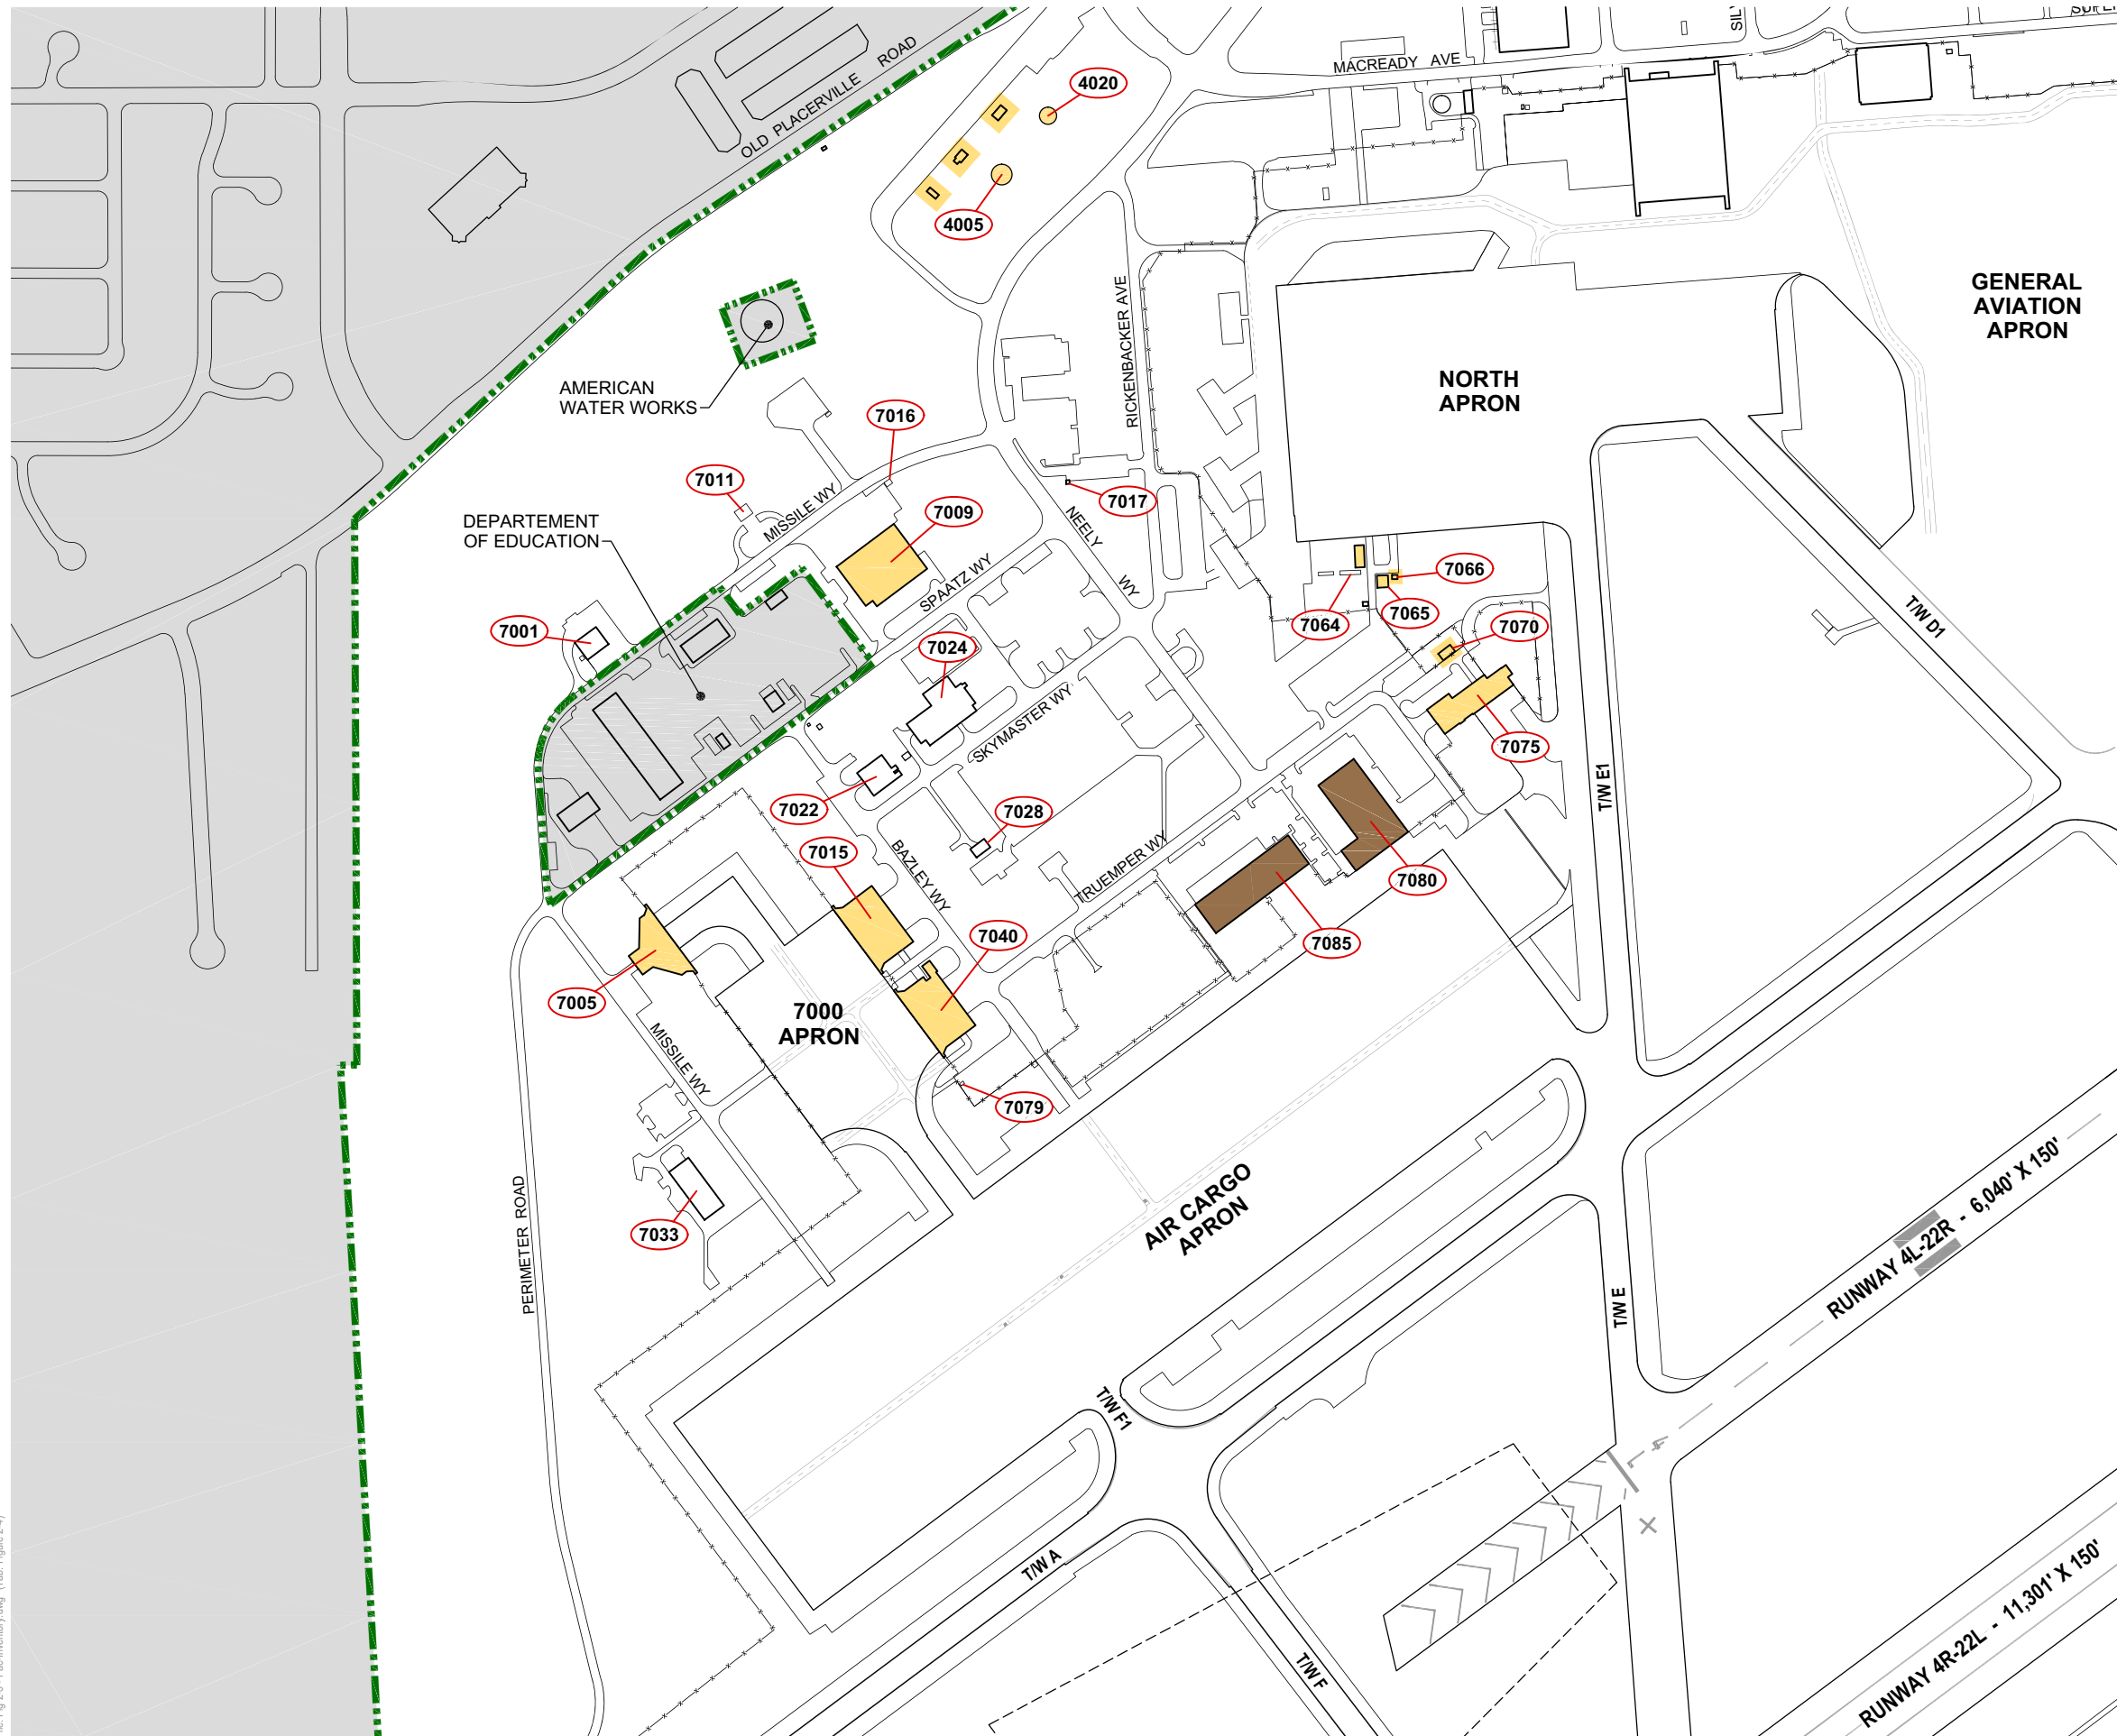 MACREADY AVE
4020
OLD PLACERVILLE ROAD
4005
GENERAL
AVIATION
APRON
RICKENBACKER AVE
AMERICAN
WATER WORKS
NORTH
APRON
7016
7011
MISSILE WY
7017
7009
NEELY WY
DEPARTEMENT
OF EDUCATION
SPAATZ WY
7066
7065
7064
7070
T/W D1
7001
7024
SKYMASTER WY
7075
T/W E1
7022
7028
7015
BAZLEY WY
TRUEMPER WY
7080
7040
7085
7005
7000
APRON
MISSILE WY
7079
AIR CARGO
APRON
7033
PERIMETER ROAD
RUNWAY 4L-22R - 6,040' X 150'
T/W E
T/W F1
T/W A
RUNWAY 4R-22L - 11,301' X 150'
T/W F